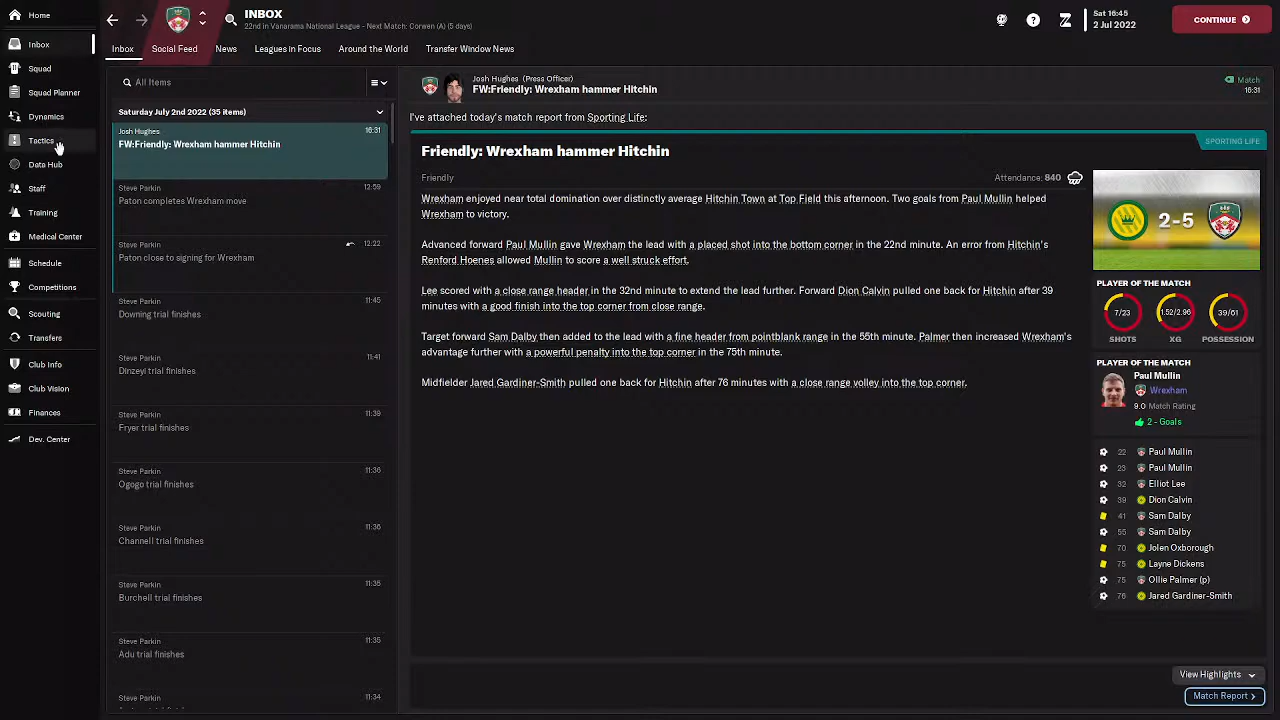 Home
INBOX
22nd in Vanarama National League - Next Match: Corwen (A) (5 days)
Sat 16:45
2 Jul 2022
CONTINUE
Inbox
Social Feed
News
Leagues in Focus
Around the World
Transfer Window News
Inbox
Squad
Squad Planner
Dynamics
Tactics
Data Hub
Staff
Training
Medical Center
Schedule
Competitions
Scouting
Transfers
Club Info
Club Vision
Finances
Dev. Center
All Items
Saturday July 2nd 2022 (35 items)
Josh Hughes 16:31
FW:Friendly: Wrexham hammer Hitchin
Steve Parkin 12:59
Paton completes Wrexham move
Steve Parkin 12:22
Paton close to signing for Wrexham
Steve Parkin 11:45
Downing trial finishes
Steve Parkin 11:41
Dinzeyi trial finishes
Steve Parkin 11:39
Fryer trial finishes
Steve Parkin 11:36
Ogogo trial finishes
Steve Parkin 11:36
Channell trial finishes
Steve Parkin 11:35
Burchell trial finishes
Steve Parkin 11:35
Adu trial finishes
Steve Parkin 11:34
Josh Hughes (Press Officer)
FW:Friendly: Wrexham hammer Hitchin
Match
16:31
I've attached today's match report from Sporting Life:
SPORTING LIFE
Friendly: Wrexham hammer Hitchin
Friendly
Attendance: 840
Wrexham enjoyed near total domination over distinctly average Hitchin Town at Top Field this afternoon. Two goals from Paul Mullin helped
Wrexham to victory.
Advanced forward Paul Mullin gave Wrexham the lead with a placed shot into the bottom corner in the 22nd minute. An error from Hitchin's
Renford Hoenes allowed Mullin to score a well struck effort.
Lee scored with a close range header in the 32nd minute to extend the lead further. Forward Dion Calvin pulled one back for Hitchin after 39
minutes with a good finish into the top corner from close range.
Target forward Sam Dalby then added to the lead with a fine header from pointblank range in the 55th minute. Palmer then increased Wrexham's
advantage further with a powerful penalty into the top corner in the 75th minute.
Midfielder Jared Gardiner-Smith pulled one back for Hitchin after 76 minutes with a close range volley into the top corner.
2-5
PLAYER OF THE MATCH
7/23
1.52/2.96
39/61
SHOTS
XG
POSSESSION
PLAYER OF THE MATCH
Paul Mullin
Wrexham
9.0 Match Rating
2 - Goals
22 Paul Mullin
23 Paul Mullin
32 Elliot Lee
39 Dion Calvin
41 Sam Dalby
55 Sam Dalby
70 Jolen Oxborough
75 Layne Dickens
75 Ollie Palmer (p)
76 Jared Gardiner-Smith
View Highlights
Match Report